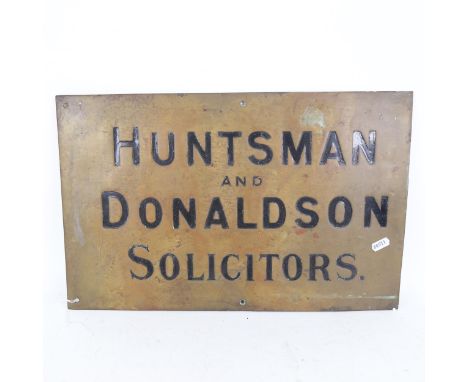 HUNTSMAN
AND
DONALDSON
SOLICITORS.